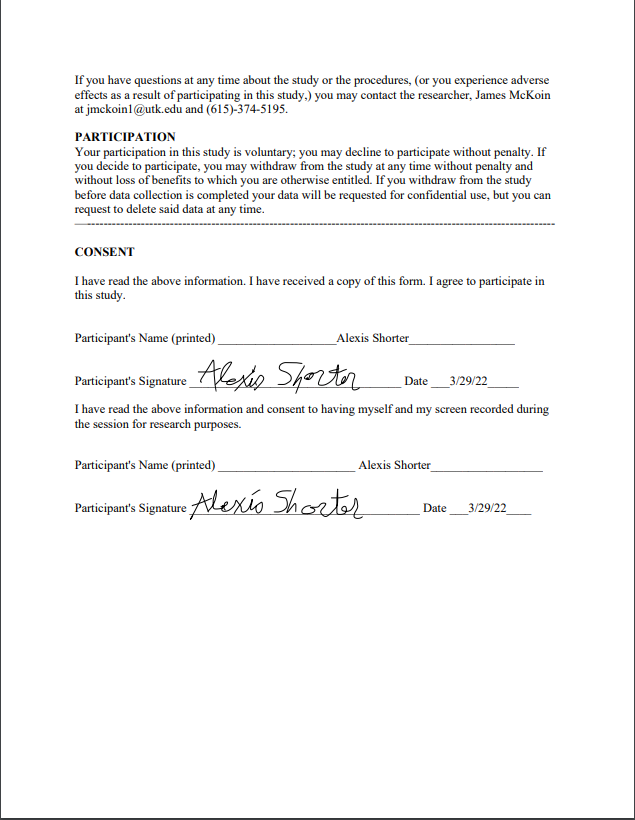 If you have questions at any time about the study or the procedures, (or you experience adverse
effects as a result of participating in this study,) you may contact the researcher, James McKoin
at jmckoin1@utk.edu and (615)-374-5195.
PARTICIPATION
Your participation in this study is voluntary; you may decline to participate without penalty. If
you decide to participate, you may withdraw from the study at any time without penalty and
without loss of benefits to which you are otherwise entitled. If you withdraw from the study
before data collection is completed your data will be requested for confidential use, but you can
request to delete said data at any time.
CONSENT
I have read the above information. I have received a copy of this form. I agree to participate in
this study.
Participant's Name (printed) ___________________Alexis Shorter_________________
Participant's Signature Alexis Shorter Date ___3/29/22_____
I have read the above information and consent to having myself and my screen recorded during
the session for research purposes.
Participant's Name (printed) ______________________ Alexis Shorter__________________
Participant's Signature Alexis Shorter Date ___3/29/22____